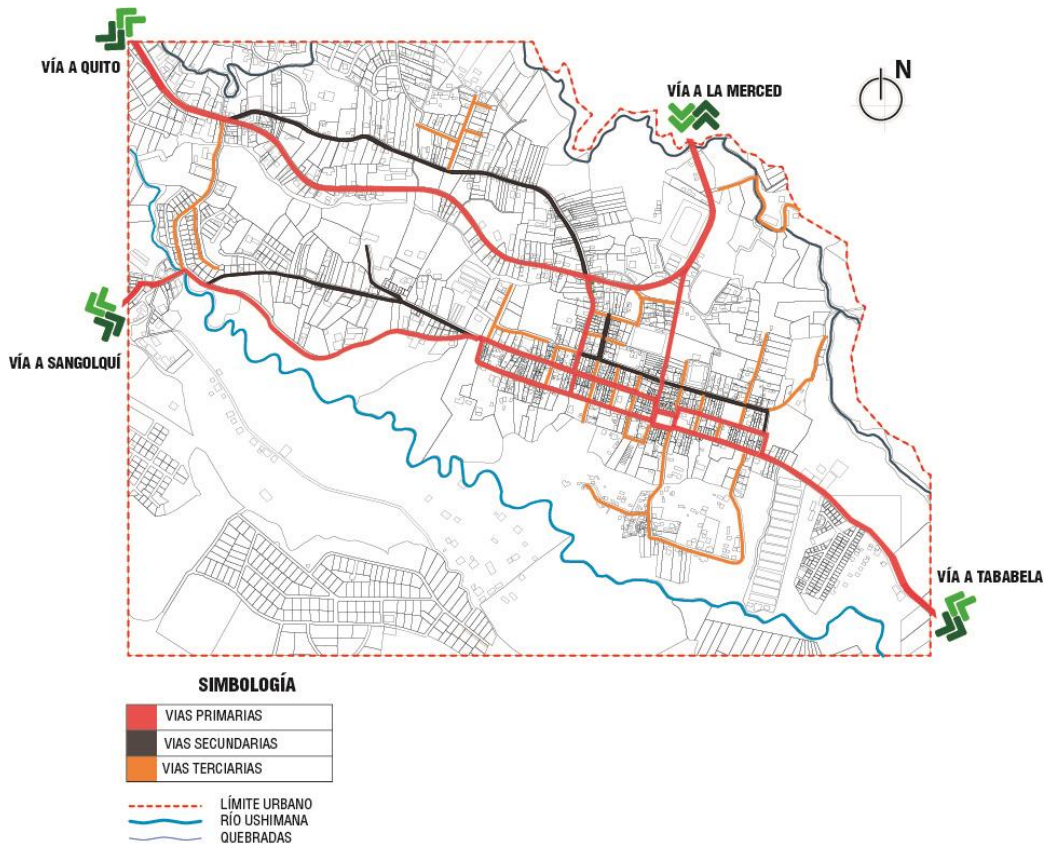 VÍA A QUITO
VÍA A LA MERCED
N
VÍA A SANGOLQUÍ
VÍA A TABABELA
SIMBOLOGÍA
VIAS PRIMARIAS
VIAS SECUNDARIAS
VIAS TERCIARIAS
LÍMITE URBANO
RÍO USHIMANA
QUEBRADAS